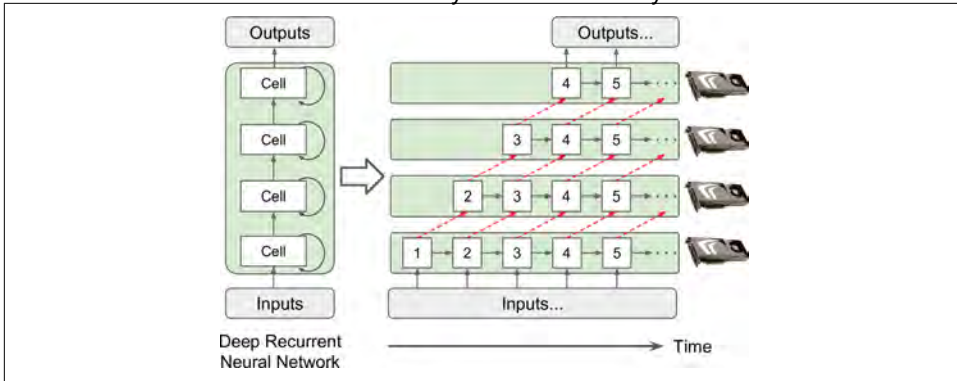 Outputs
Outputs...
Cell
4
5
...
Cell
3
4
5
...
Cell
2
3
4
5
...
Cell
1
2
3
4
5
...
Inputs
Inputs...
Deep Recurrent
Neural Network
Time